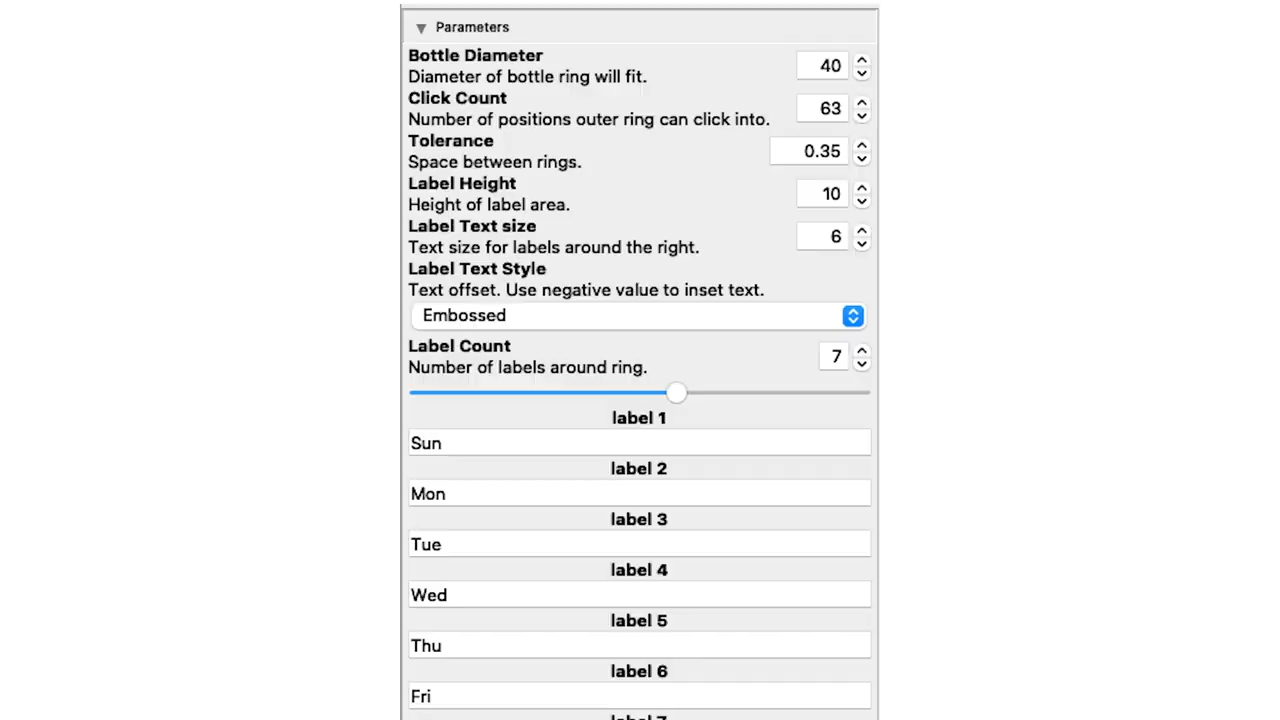 Parameters
Bottle Diameter
Diameter of bottle ring will fit.
40
Click Count
Number of positions outer ring can click into.
63
Tolerance
Space between rings.
0.35
Label Height
Height of label area.
10
Label Text size
Text size for labels around the right.
6
Label Text Style
Text offset. Use negative value to inset text.
Embossed
Label Count
Number of labels around ring.
7
label 1
Sun
label 2
Mon
label 3
Tue
label 4
Wed
label 5
Thu
label 6
Fri
label 7